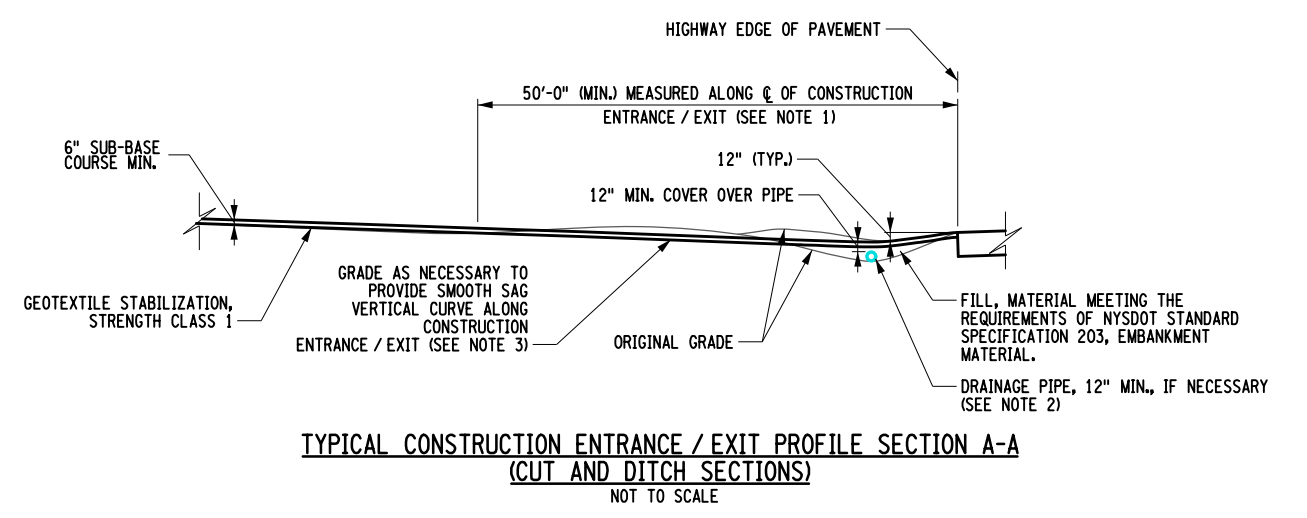 HIGHWAY EDGE OF PAVEMENT
50'-0" (MIN.) MEASURED ALONG ℄ OF CONSTRUCTION
ENTRANCE / EXIT (SEE NOTE 1)
6" SUB-BASE
COURSE MIN.
12" (TYP.)
12" MIN. COVER OVER PIPE
GEOTEXTILE STABILIZATION,
STRENGTH CLASS 1
GRADE AS NECESSARY TO
PROVIDE SMOOTH SAG
VERTICAL CURVE ALONG
CONSTRUCTION
ENTRANCE / EXIT (SEE NOTE 3)
ORIGINAL GRADE
FILL, MATERIAL MEETING THE
REQUIREMENTS OF NYSDOT STANDARD
SPECIFICATION 203, EMBANKMENT
MATERIAL.
DRAINAGE PIPE, 12" MIN., IF NECESSARY
(SEE NOTE 2)
TYPICAL CONSTRUCTION ENTRANCE / EXIT PROFILE SECTION A-A
(CUT AND DITCH SECTIONS)
NOT TO SCALE